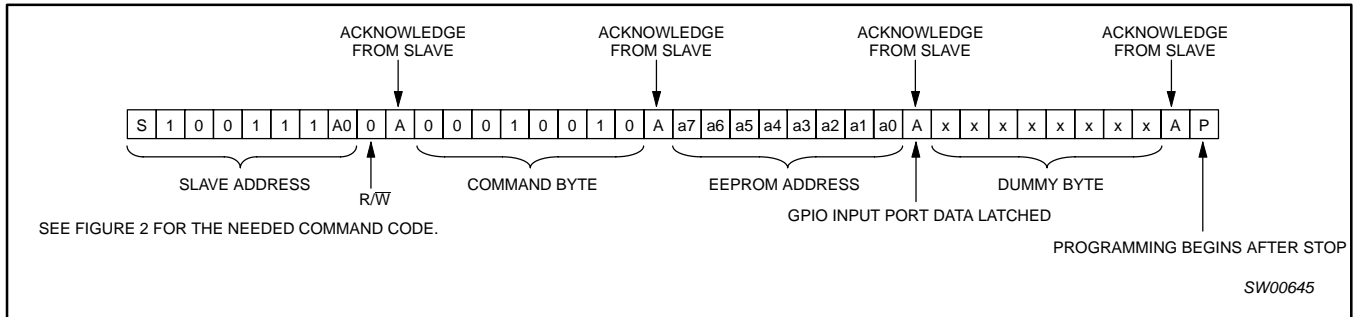 ACKNOWLEDGE ACKNOWLEDGE ACKNOWLEDGE ACKNOWLEDGE
FROM SLAVE FROM SLAVE FROM SLAVE FROM SLAVE
S 1 0 0 1 1 1 A0 0 A 0 0 0 1 0 0 1 0 A a7 a6 a5 a4 a3 a2 a1 a0 A x x x x x x x x A P
SLAVE ADDRESS COMMAND BYTE EEPROM ADDRESS DUMMY BYTE
R/W̅
GPIO INPUT PORT DATA LATCHED
SEE FIGURE 2 FOR THE NEEDED COMMAND CODE.
PROGRAMMING BEGINS AFTER STOP
SW00645